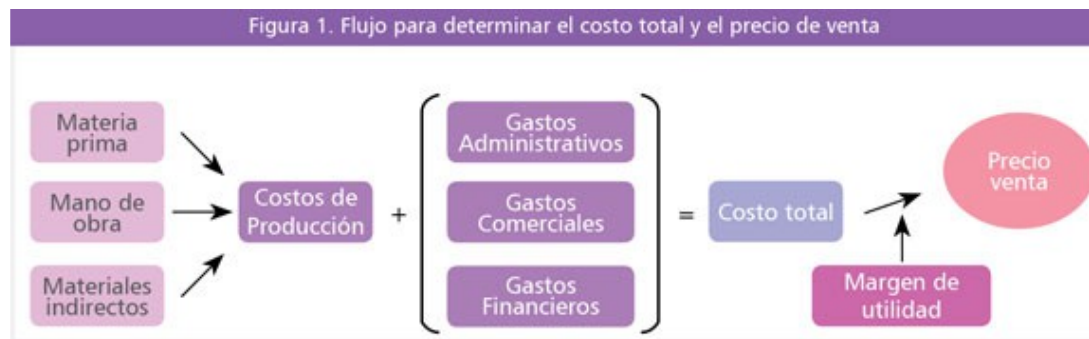 Figura 1. Flujo para determinar el costo total y el precio de venta
Materia
prima
Mano de
obra
Materiales
indirectos
Costos de
Producción
+
Gastos
Administrativos
Gastos
Comerciales
Gastos
Financieros
=
Costo total
Margen de
utilidad
Precio
venta